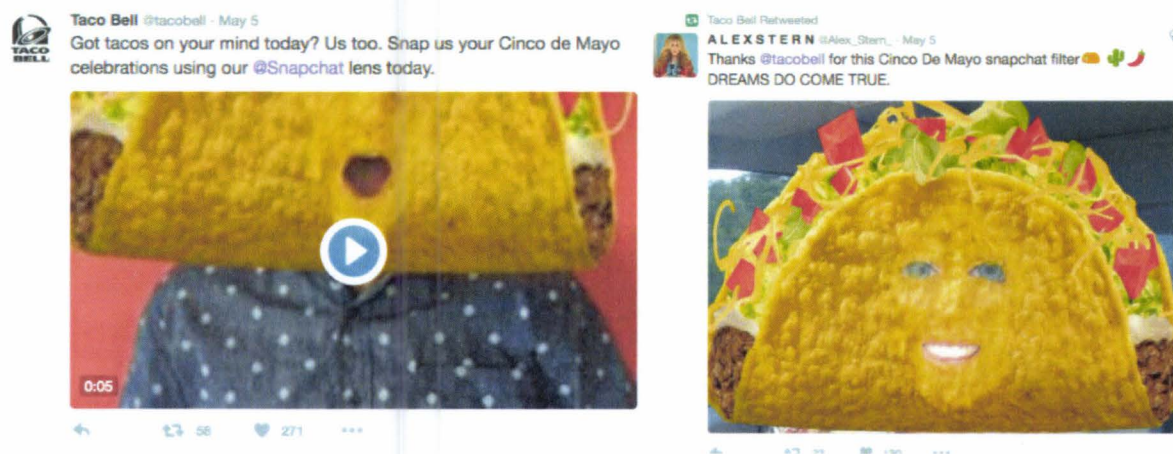 Taco Bell @tacobell · May 5
Got tacos on your mind today? Us too. Snap us your Cinco de Mayo
celebrations using our @Snapchat lens today.
TACO
BELL
0:05
58 271
Taco Bell Retweeted
ALEXSTERN @Alex_Stern_ · May 5
Thanks @tacobell for this Cinco De Mayo snapchat filter
DREAMS DO COME TRUE.